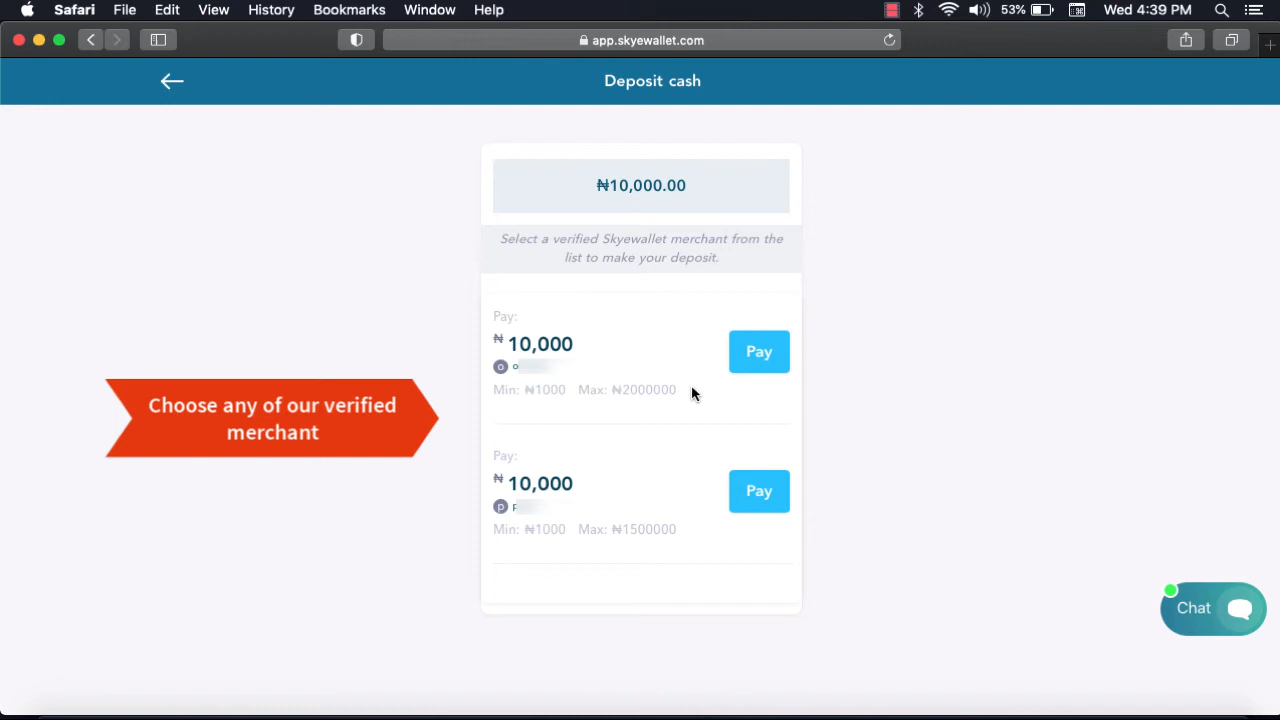 Safari File Edit View History Bookmarks Window Help 53% Wed 4:39 PM
app.skyewallet.com
Deposit cash
₦10,000.00
Select a verified Skyewallet merchant from the
list to make your deposit.
Pay:
₦ 10,000
Pay
o
Min: ₦1000 Max: ₦2000000
Choose any of our verified
merchant
Pay:
₦ 10,000
Pay
p
Min: ₦1000 Max: ₦1500000
Chat